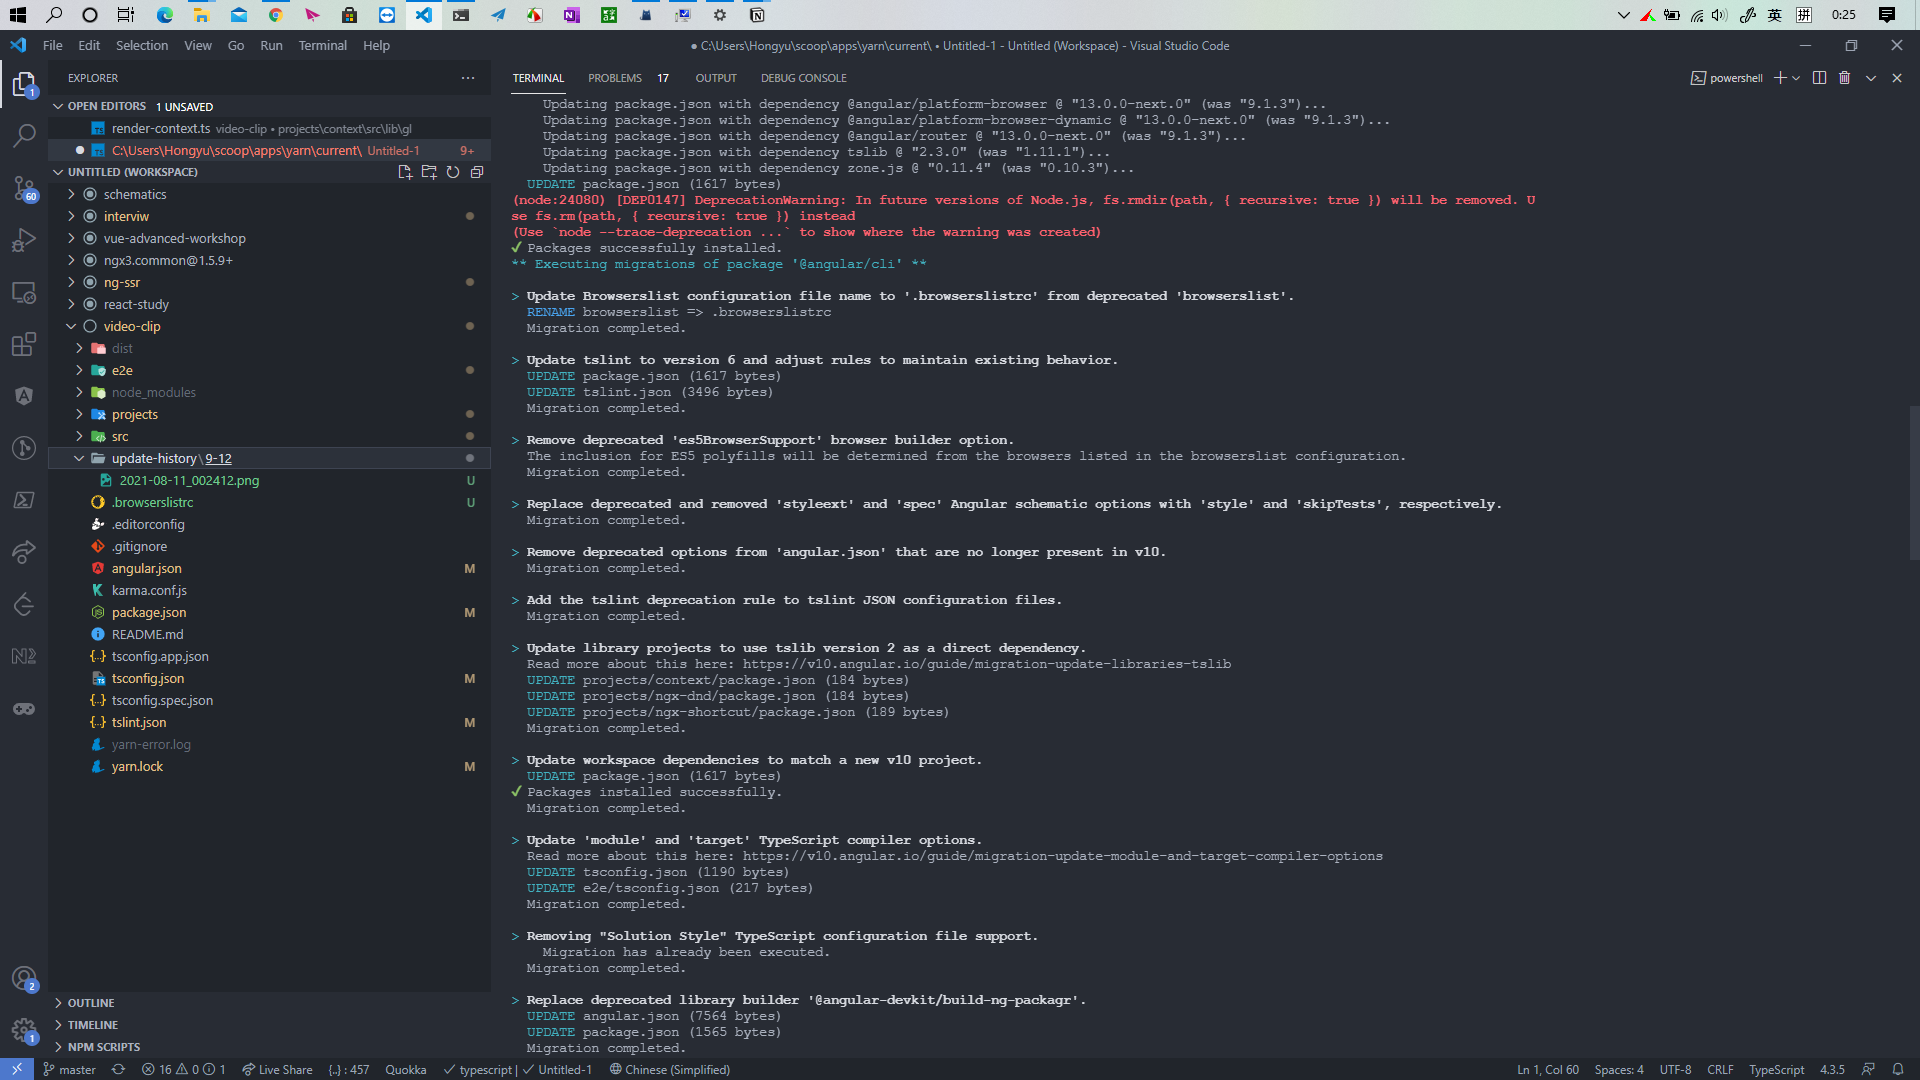 英
拼
0:25
File Edit Selection View Go Run Terminal Help
● C:\Users\Hongyu\scoop\apps\yarn\current\ • Untitled-1 - Untitled (Workspace) - Visual Studio Code
EXPLORER
OPEN EDITORS 1 UNSAVED
render-context.ts video-clip • projects\context\src\lib\gl
C:\Users\Hongyu\scoop\apps\yarn\current\ Untitled-1 9+
UNTITLED (WORKSPACE)
schematics
interviw
vue-advanced-workshop
ngx3.common@1.5.9+
ng-ssr
react-study
video-clip
dist
e2e
node_modules
projects
src
update-history\9-12
2021-08-11_002412.png U
.browserslistrc U
.editorconfig
.gitignore
angular.json M
karma.conf.js
package.json M
README.md
tsconfig.app.json
tsconfig.json M
tsconfig.spec.json
tslint.json M
yarn-error.log
yarn.lock M
OUTLINE
TIMELINE
NPM SCRIPTS
1
60
2
1
TERMINAL PROBLEMS 17 OUTPUT DEBUG CONSOLE
powershell
Updating package.json with dependency @angular/platform-browser @ "13.0.0-next.0" (was "9.1.3")...
Updating package.json with dependency @angular/platform-browser-dynamic @ "13.0.0-next.0" (was "9.1.3")...
Updating package.json with dependency @angular/router @ "13.0.0-next.0" (was "9.1.3")...
Updating package.json with dependency tslib @ "2.3.0" (was "1.11.1")...
Updating package.json with dependency zone.js @ "0.11.4" (was "0.10.3")...
UPDATE package.json (1617 bytes)
(node:24080) [DEP0147] DeprecationWarning: In future versions of Node.js, fs.rmdir(path, { recursive: true }) will be removed. U
se fs.rm(path, { recursive: true }) instead
(Use `node --trace-deprecation ...` to show where the warning was created)
✓ Packages successfully installed.
** Executing migrations of package '@angular/cli' **
> Update Browserslist configuration file name to '.browserslistrc' from deprecated 'browserslist'.
RENAME browserslist => .browserslistrc
Migration completed.
> Update tslint to version 6 and adjust rules to maintain existing behavior.
UPDATE package.json (1617 bytes)
UPDATE tslint.json (3496 bytes)
Migration completed.
> Remove deprecated 'es5BrowserSupport' browser builder option.
The inclusion for ES5 polyfills will be determined from the browsers listed in the browserslist configuration.
Migration completed.
> Replace deprecated and removed 'styleext' and 'spec' Angular schematic options with 'style' and 'skipTests', respectively.
Migration completed.
> Remove deprecated options from 'angular.json' that are no longer present in v10.
Migration completed.
> Add the tslint deprecation rule to tslint JSON configuration files.
Migration completed.
> Update library projects to use tslib version 2 as a direct dependency.
Read more about this here: https://v10.angular.io/guide/migration-update-libraries-tslib
UPDATE projects/context/package.json (184 bytes)
UPDATE projects/ngx-dnd/package.json (184 bytes)
UPDATE projects/ngx-shortcut/package.json (189 bytes)
Migration completed.
> Update workspace dependencies to match a new v10 project.
UPDATE package.json (1617 bytes)
✓ Packages installed successfully.
Migration completed.
> Update 'module' and 'target' TypeScript compiler options.
Read more about this here: https://v10.angular.io/guide/migration-update-module-and-target-compiler-options
UPDATE tsconfig.json (1190 bytes)
UPDATE e2e/tsconfig.json (217 bytes)
Migration completed.
> Removing "Solution Style" TypeScript configuration file support.
Migration has already been executed.
Migration completed.
> Replace deprecated library builder '@angular-devkit/build-ng-packagr'.
UPDATE angular.json (7564 bytes)
UPDATE package.json (1565 bytes)
Migration completed.
master 16 0 1 Live Share {..} : 457 Quokka ✓ typescript | ✓ Untitled-1 Chinese (Simplified) Ln 1, Col 60 Spaces: 4 UTF-8 CRLF TypeScript 4.3.5